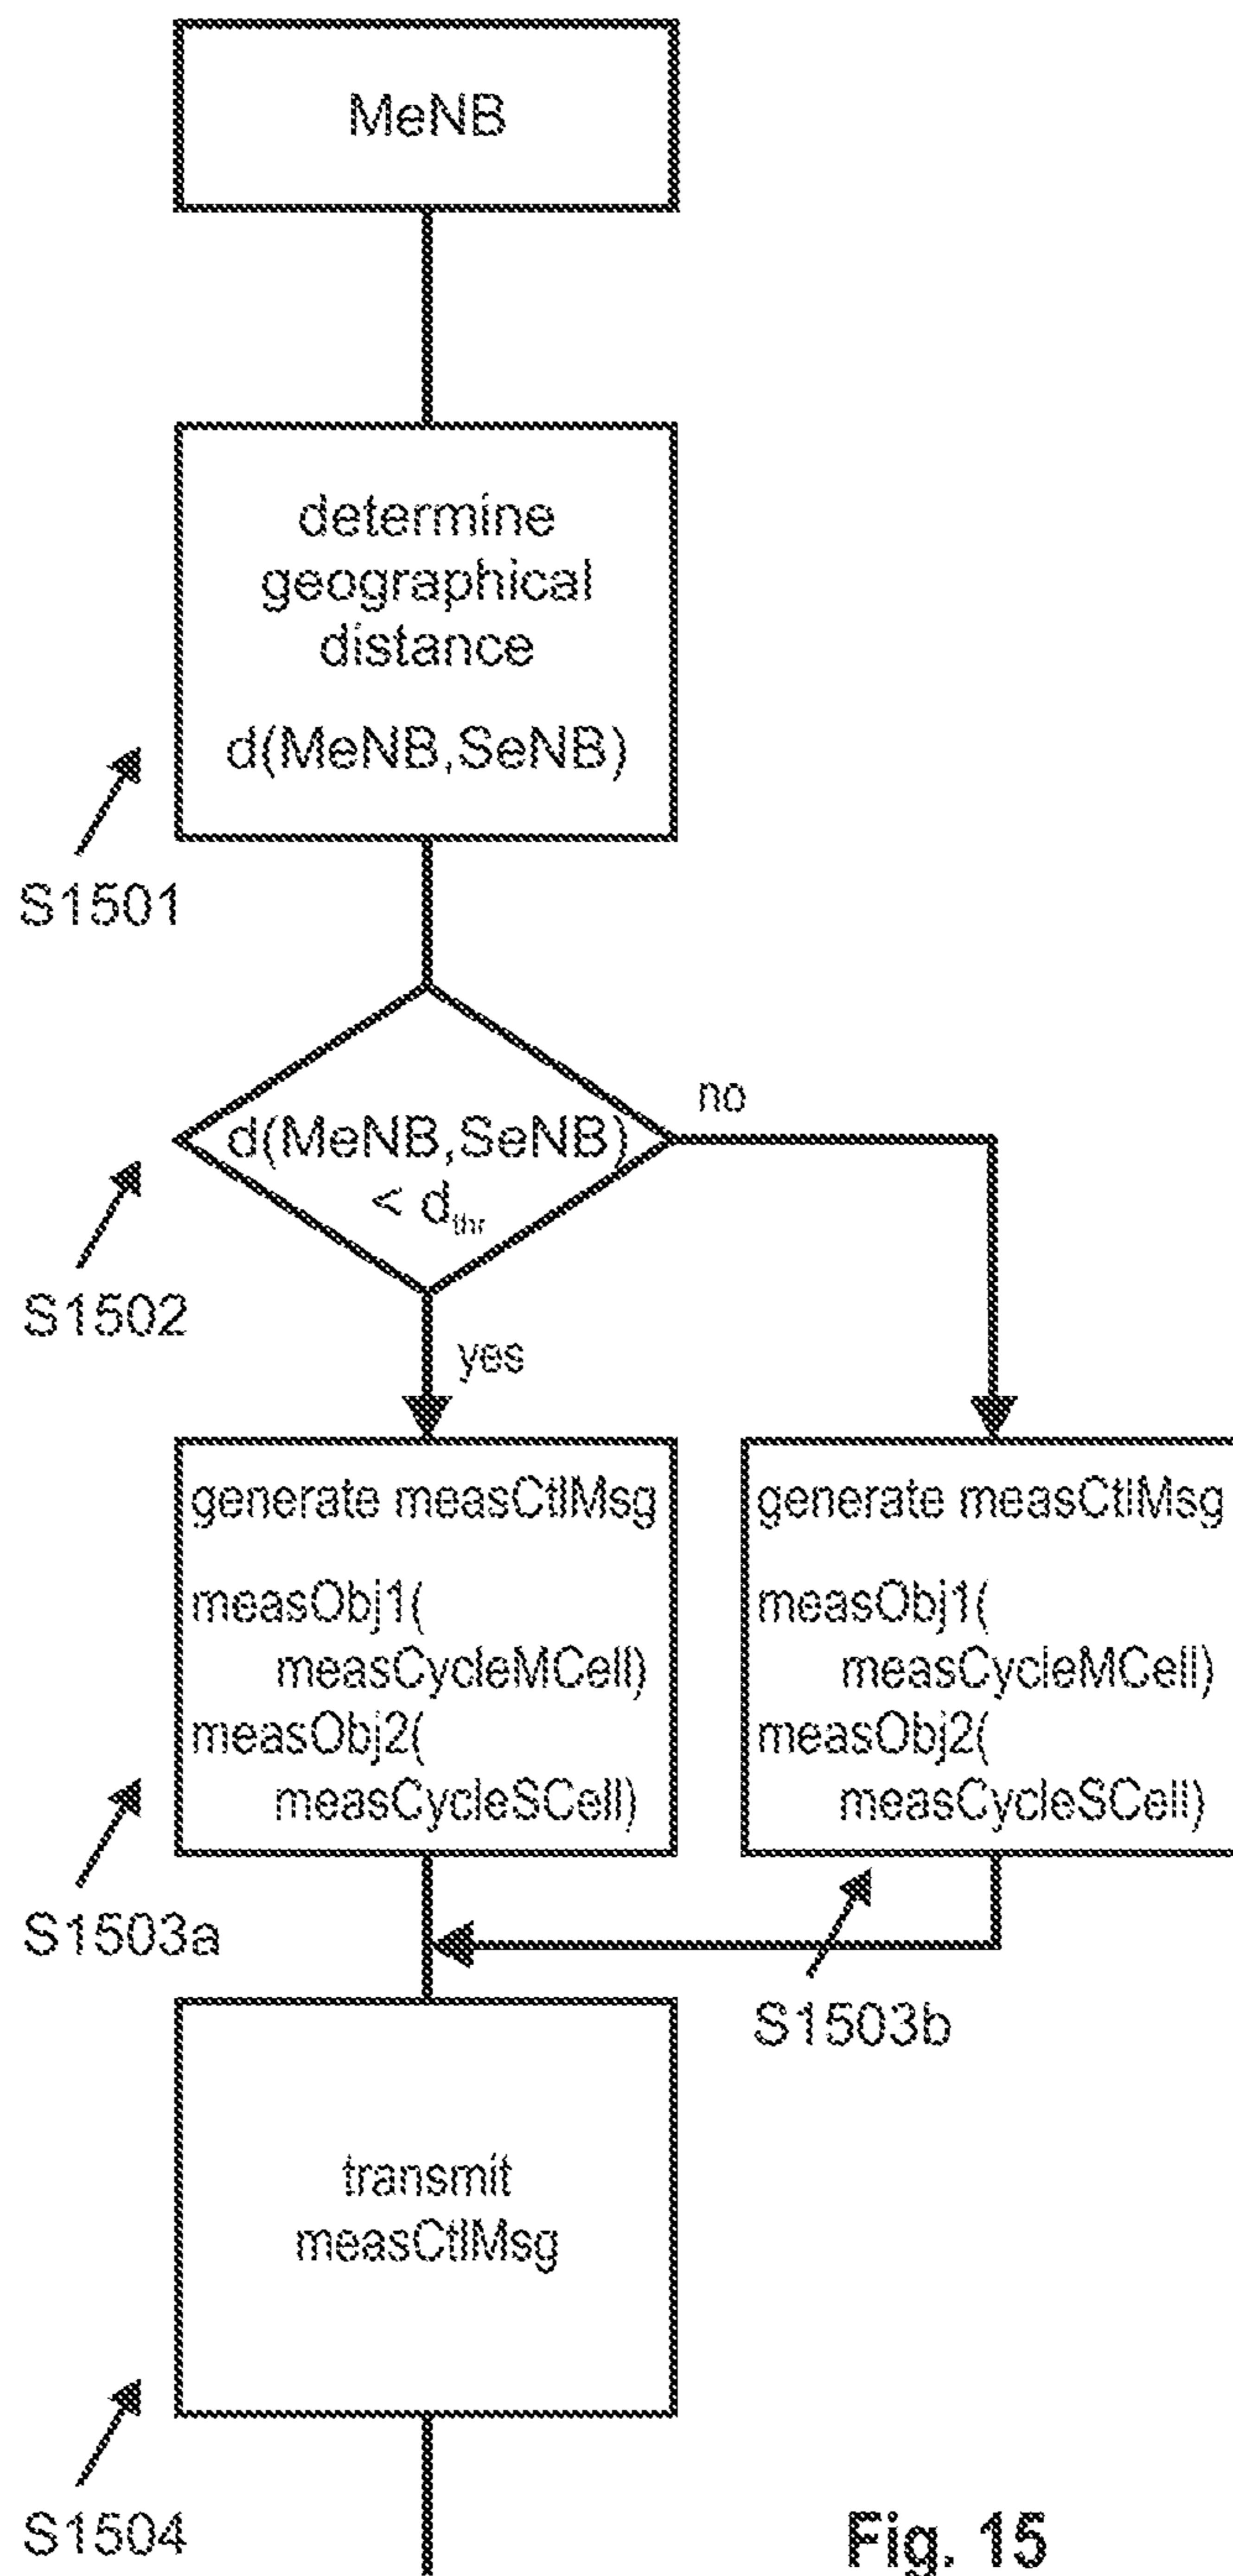 MeNB
determine
geographical
distance
d(MeNB,SeNB)
S1501
d(MeNB,SeNB)
< dthr
no
S1502
yes
generate measCtlMsg
measObj1(
measCycleMCell)
measObj2(
measCycleSCell)
S1503a
generate measCtlMsg
measObj1(
measCycleMCell)
measObj2(
measCycleSCell)
S1503b
transmit
measCtlMsg
S1504
Fig. 15